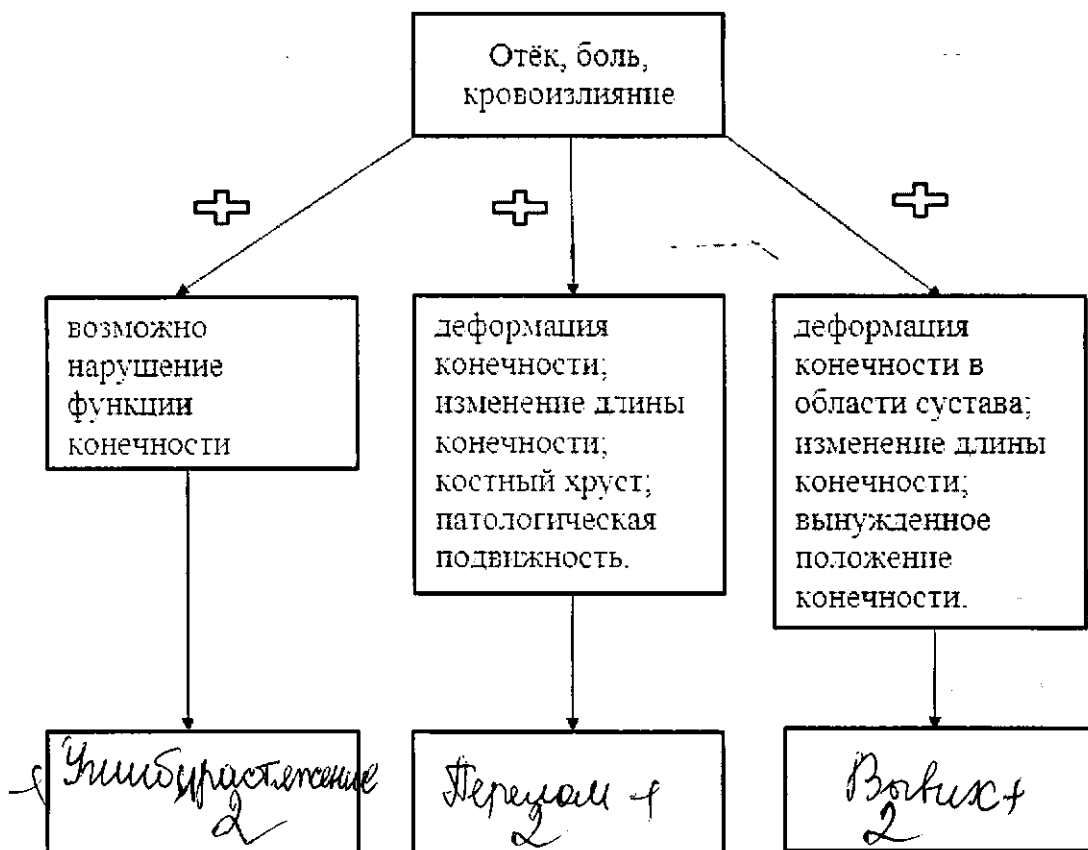 Отёк, боль,
кровоизлияние
возможно
нарушение
функции
конечности
деформация
конечности;
изменение длины
конечности;
костный хруст;
патологическая
подвижность.
деформация
конечности в
области сустава;
изменение длины
конечности;
вынужденное
положение
конечности.
Ушиб, растяжение
2
Перелом +
2
Вывих +
2